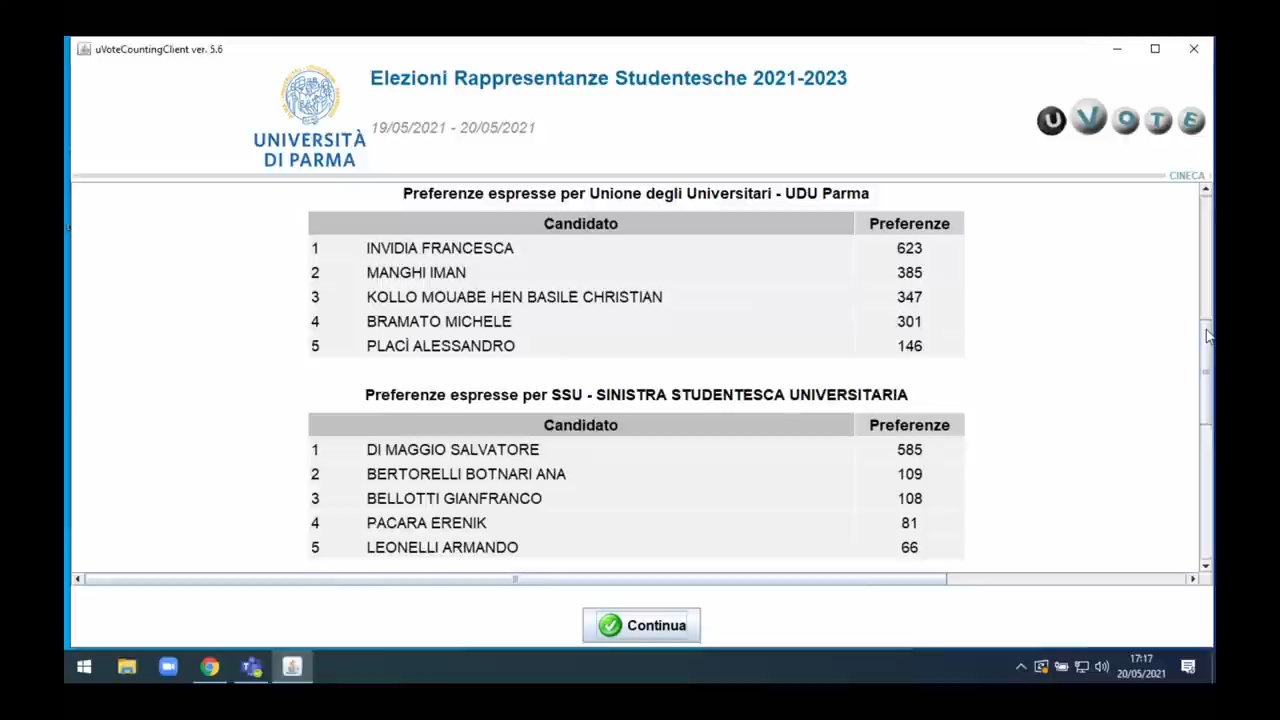 uVoteCountingClient ver. 5.6
Elezioni Rappresentanze Studentesche 2021-2023
19/05/2021 - 20/05/2021
UNIVERSITÀ
DI PARMA
U V O T E
CINECA
Preferenze espresse per Unione degli Universitari - UDU Parma
Candidato Preferenze
1 INVIDIA FRANCESCA 623
2 MANGHI IMAN 385
3 KOLLO MOUABE HEN BASILE CHRISTIAN 347
4 BRAMATO MICHELE 301
5 PLACÌ ALESSANDRO 146
Preferenze espresse per SSU - SINISTRA STUDENTESCA UNIVERSITARIA
Candidato Preferenze
1 DI MAGGIO SALVATORE 585
2 BERTORELLI BOTNARI ANA 109
3 BELLOTTI GIANFRANCO 108
4 PACARA ERENIK 81
5 LEONELLI ARMANDO 66
Continua
17:17
20/05/2021